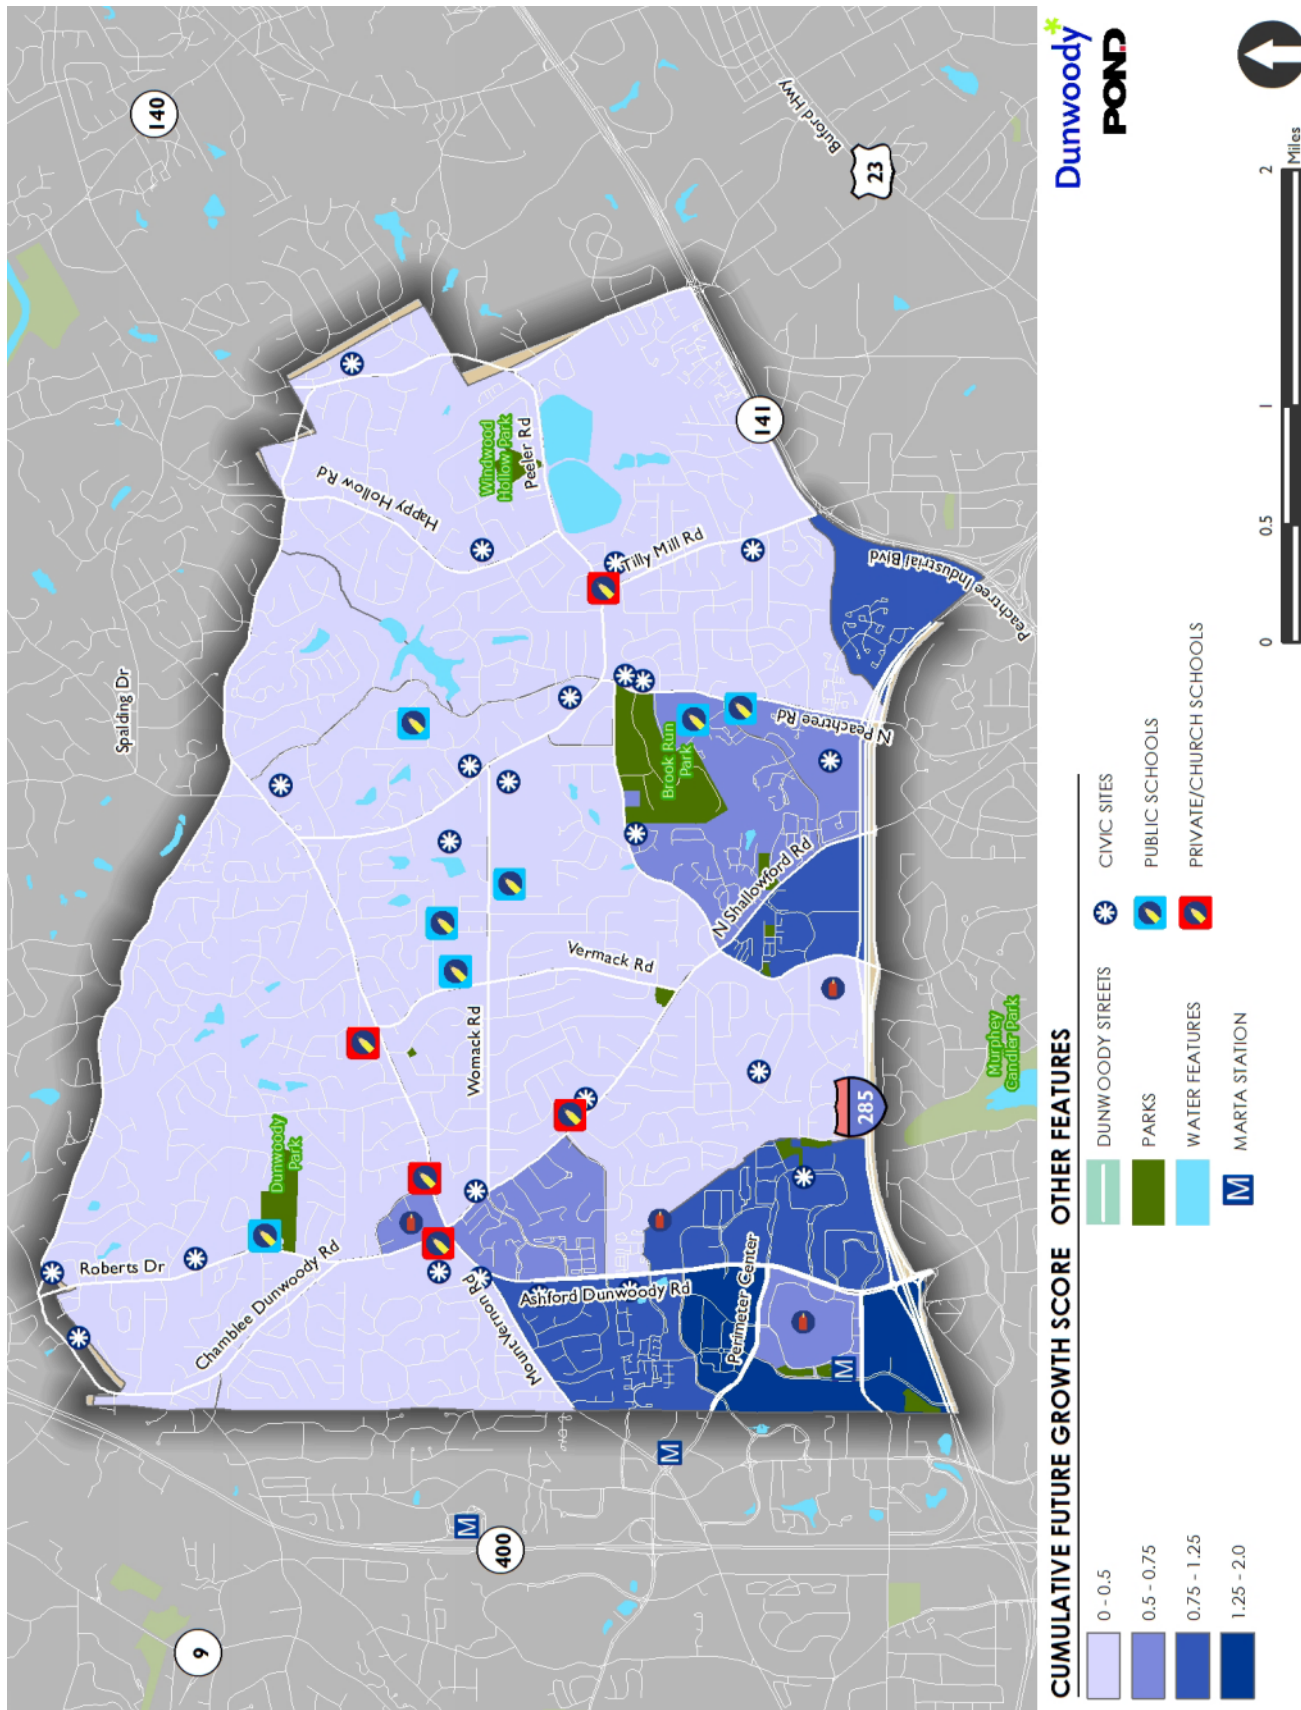 140
Spalding Dr
Buford Hwy
23
Happy Hollow Rd
Windwood
Hollow Park
Peeler Rd
Tilly Mill Rd
141
Peachtree Industrial Blvd
N Peachtree Rd
Brook Run
Park
N Shallowford Rd
Vermack Rd
Womack Rd
Dunwoody
Park
Roberts Dr
Chamblee Dunwoody Rd
Mount Vernon Rd
Ashford Dunwoody Rd
Perimeter Center
285
Murphey
Candler Park
M
M
M
400
9
CUMULATIVE FUTURE GROWTH SCORE
0 - 0.5
0.5 - 0.75
0.75 - 1.25
1.25 - 2.0
OTHER FEATURES
DUNWOODY STREETS
PARKS
WATER FEATURES
M MARTA STATION
CIVIC SITES
PUBLIC SCHOOLS
PRIVATE/CHURCH SCHOOLS
0 0.5 1 2
Miles
Dunwoody*
POND